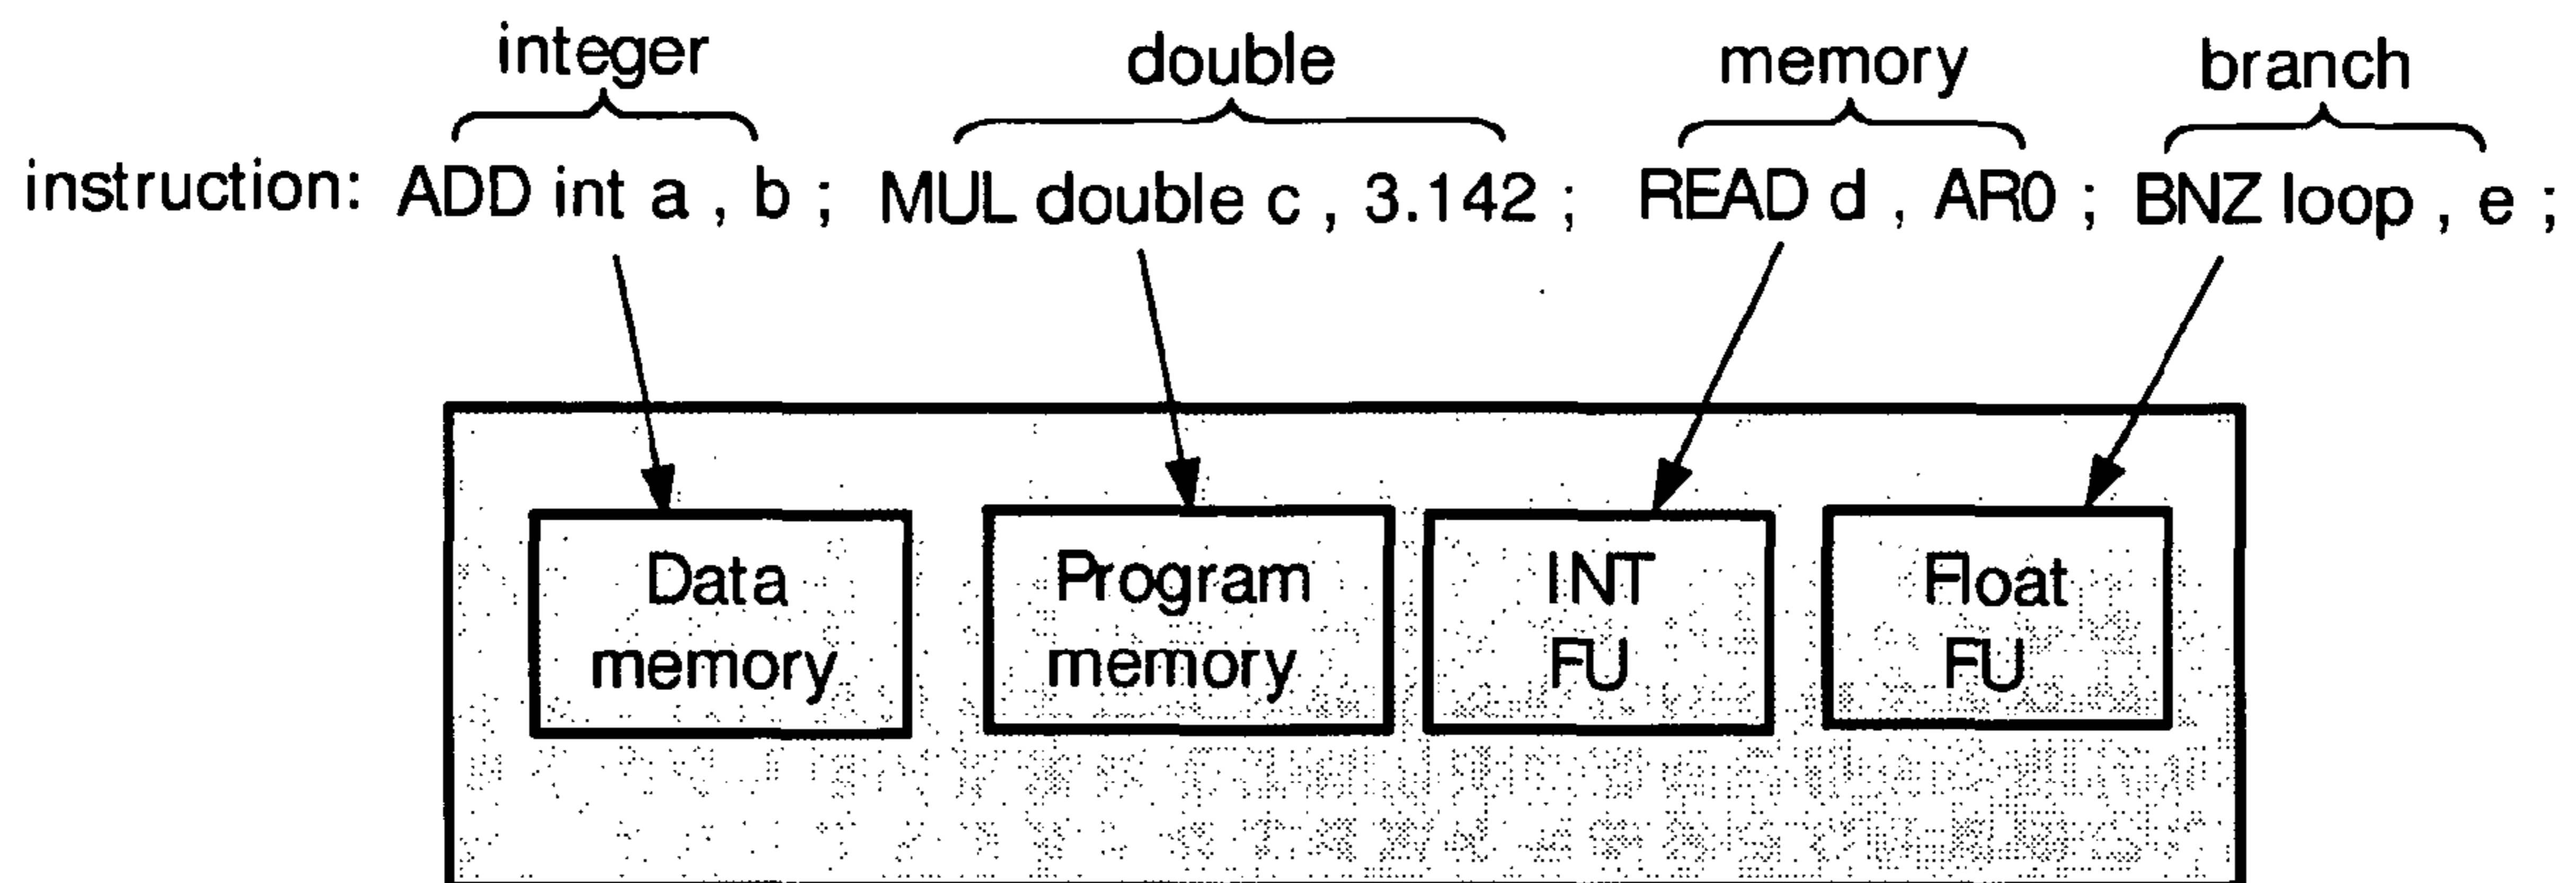 integer double memory branch
instruction: ADD int a , b ; MUL double c , 3.142 ; READ d , AR0 ; BNZ loop , e ;
Data memory
Program memory
INT FU
Float FU